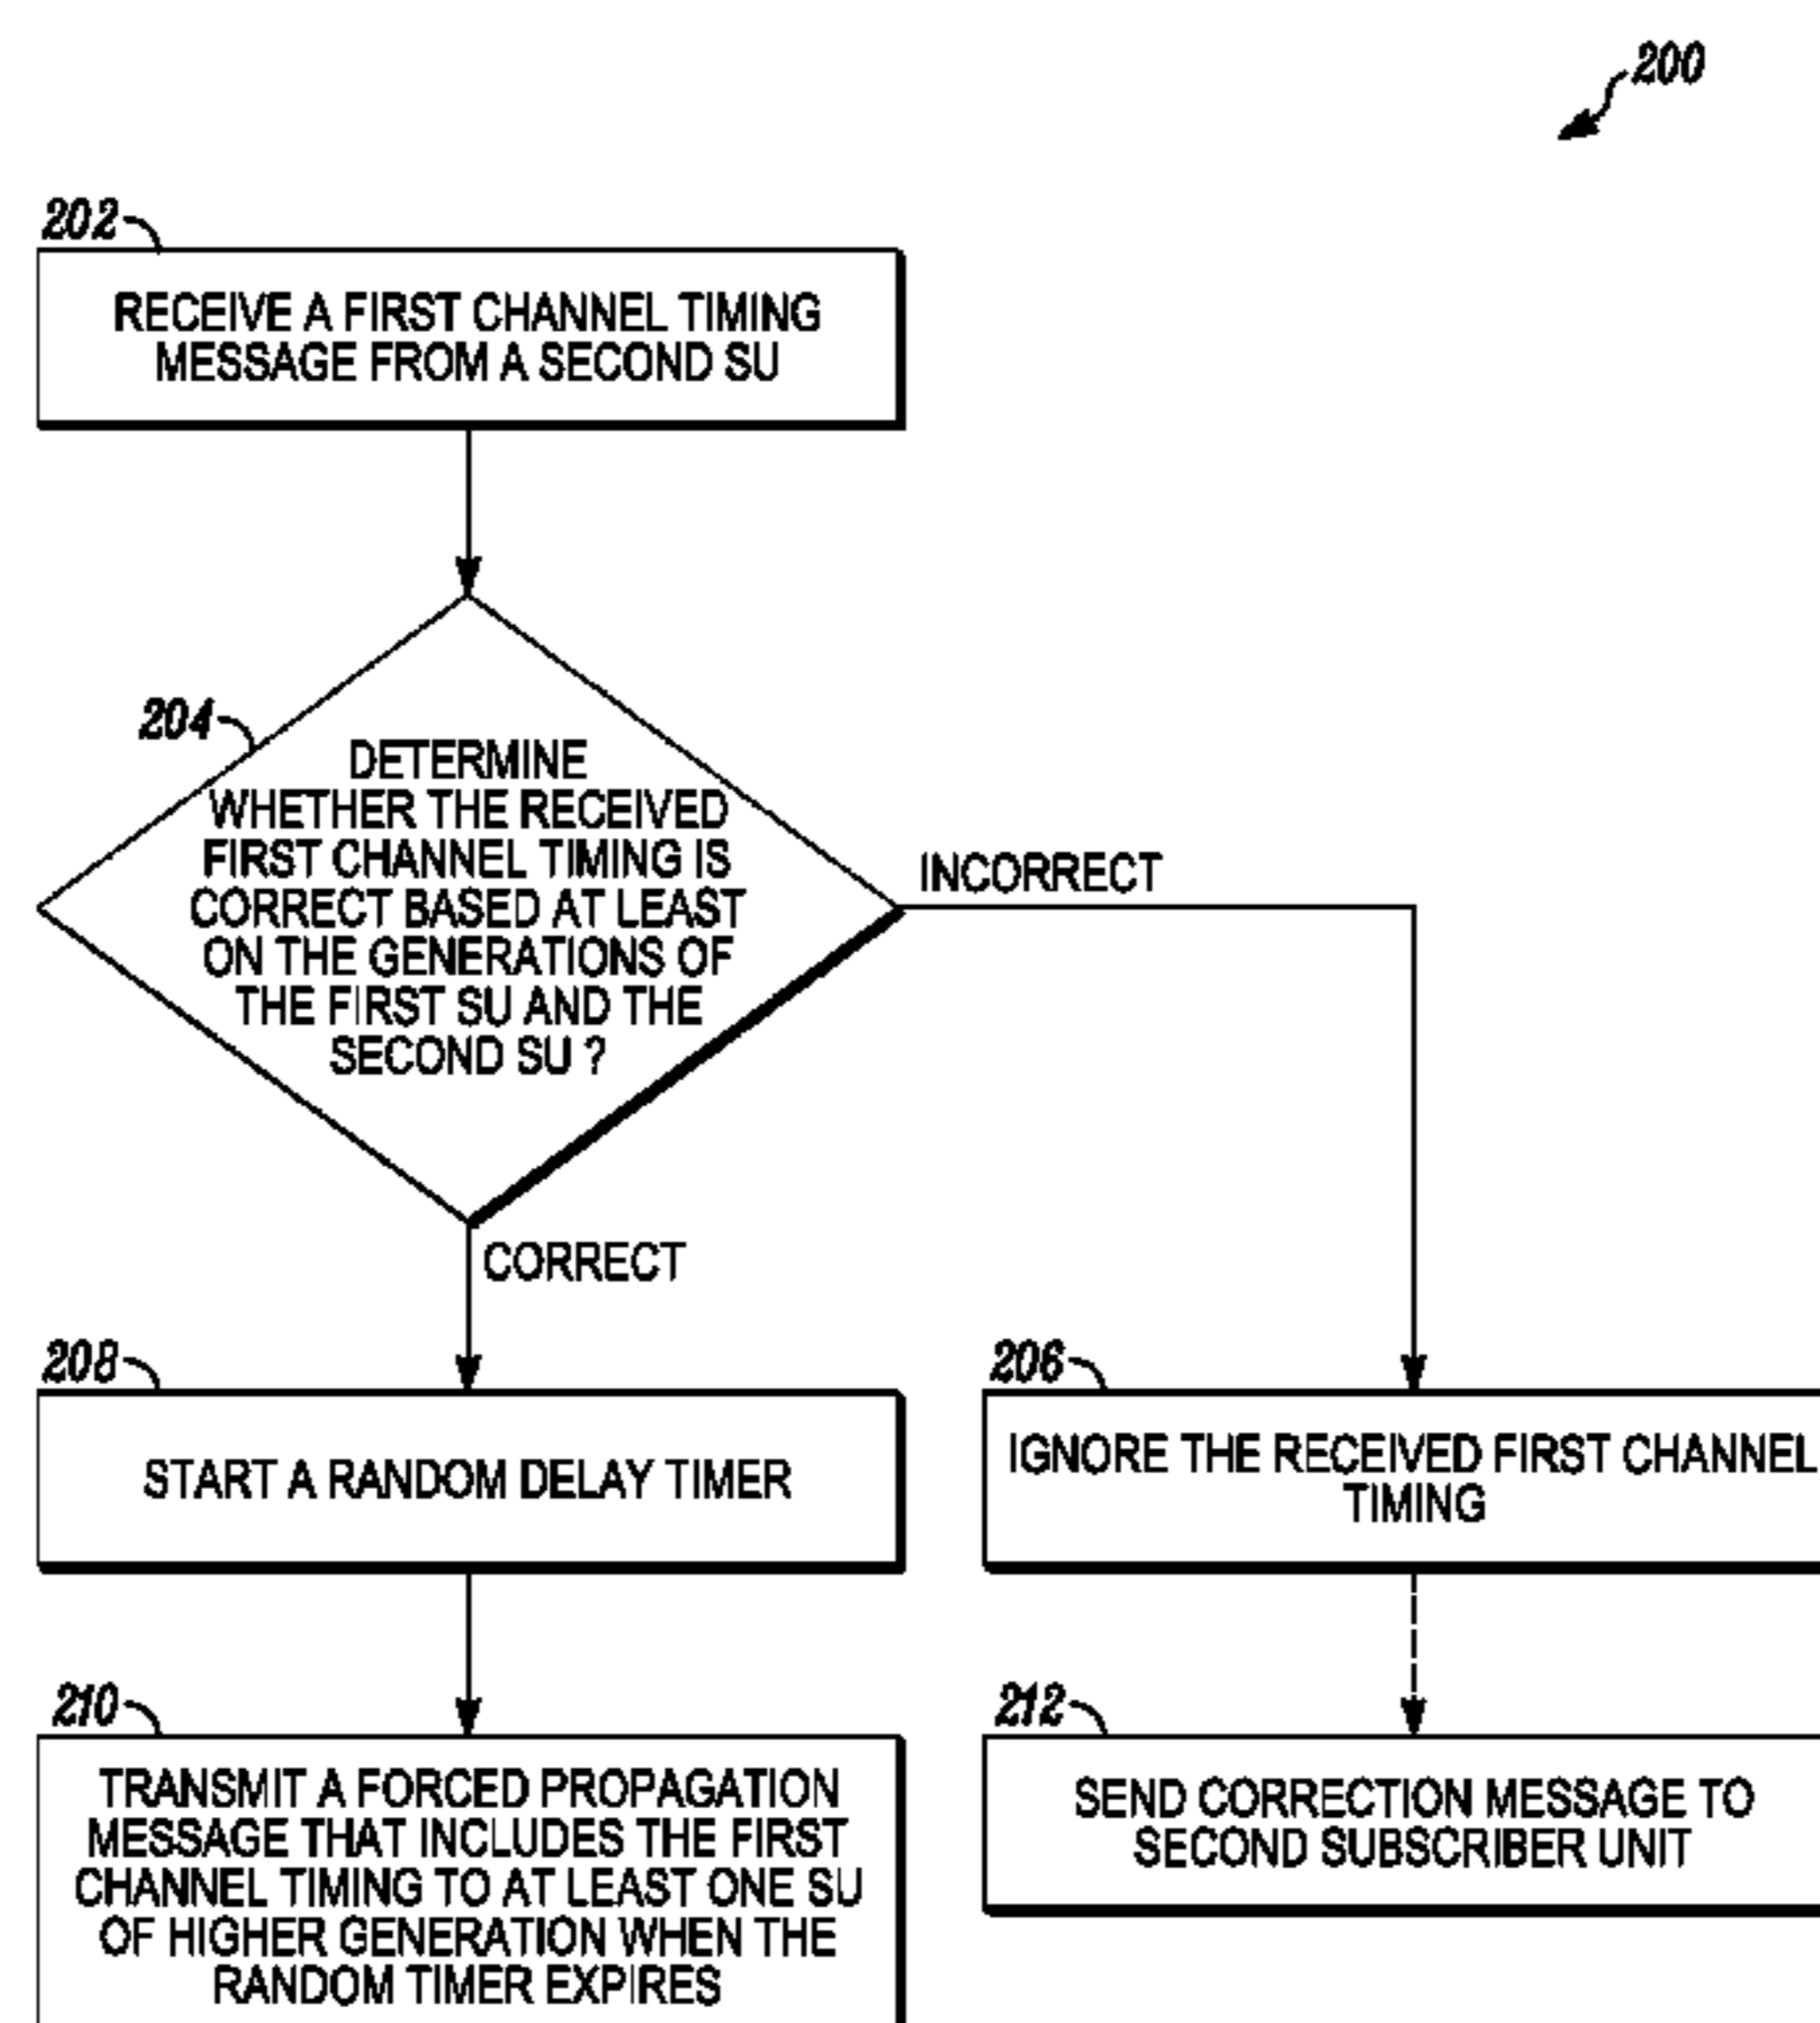 200
202
RECEIVE A FIRST CHANNEL TIMING
MESSAGE FROM A SECOND SU
204
DETERMINE
WHETHER THE RECEIVED
FIRST CHANNEL TIMING IS
CORRECT BASED AT LEAST
ON THE GENERATIONS OF
THE FIRST SU AND THE
SECOND SU ?
INCORRECT
CORRECT
208
START A RANDOM DELAY TIMER
206
IGNORE THE RECEIVED FIRST CHANNEL
TIMING
210
TRANSMIT A FORCED PROPAGATION
MESSAGE THAT INCLUDES THE FIRST
CHANNEL TIMING TO AT LEAST ONE SU
OF HIGHER GENERATION WHEN THE
RANDOM TIMER EXPIRES
212
SEND CORRECTION MESSAGE TO
SECOND SUBSCRIBER UNIT